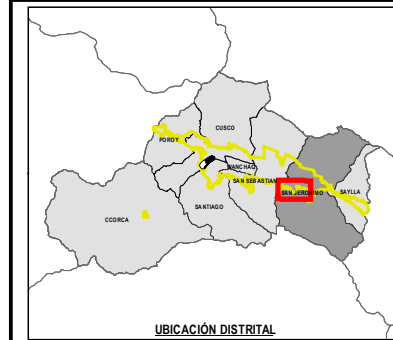 CUSCO
POROY
WANCHAQ
SAN SEBASTIAN
SAN JERONIMO
SAYLLA
SANTIAGO
CCORCA
UBICACIÓN DISTRITAL